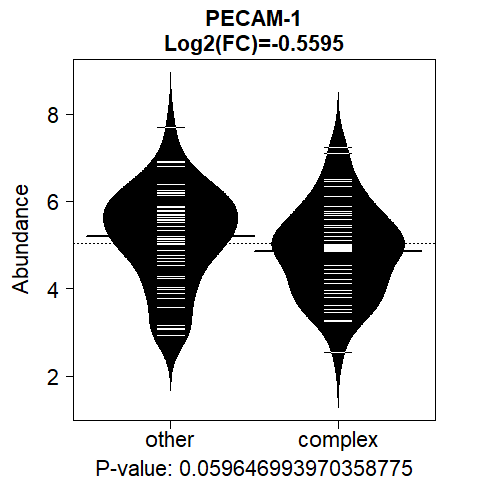 PECAM-1
Log2(FC)=-0.5595
8
6
4
2
Abundance
other complex
P-value: 0.059646993970358775